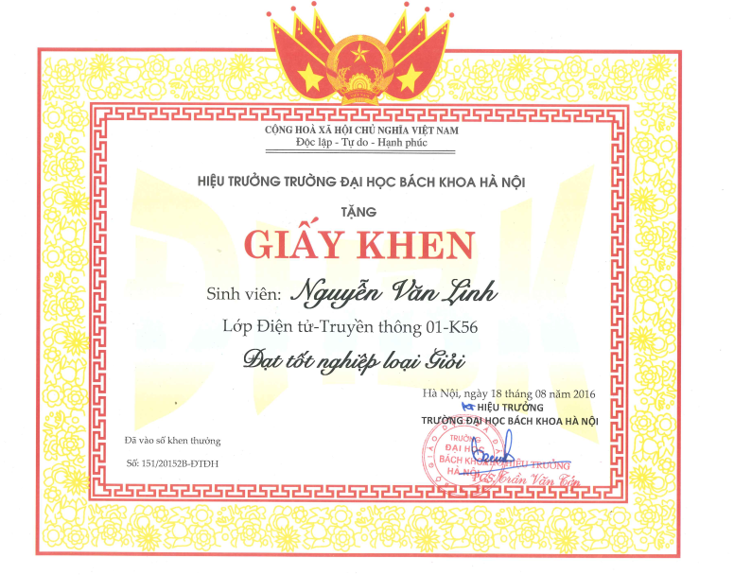 CỘNG HOÀ XÃ HỘI CHỦ NGHĨA VIỆT NAM
Độc lập - Tự do - Hạnh phúc
HIỆU TRƯỞNG TRƯỜNG ĐẠI HỌC BÁCH KHOA HÀ NỘI
TẶNG
GIẤY KHEN
Sinh viên: Nguyễn Văn Linh
Lớp Điện tử-Truyền thông 01-K56
Đạt tốt nghiệp loại Giỏi
Hà Nội, ngày 18 tháng 08 năm 2016
HIỆU TRƯỞNG
TRƯỜNG ĐẠI HỌC BÁCH KHOA HÀ NỘI
Đã vào sổ khen thưởng
Số: 151/20152B-ĐTĐH
TRƯỜNG
ĐẠI HỌC
BÁCH KHOA
HÀ NỘI
HIỆU TRƯỞNG
PGS. Trần Văn Tớp